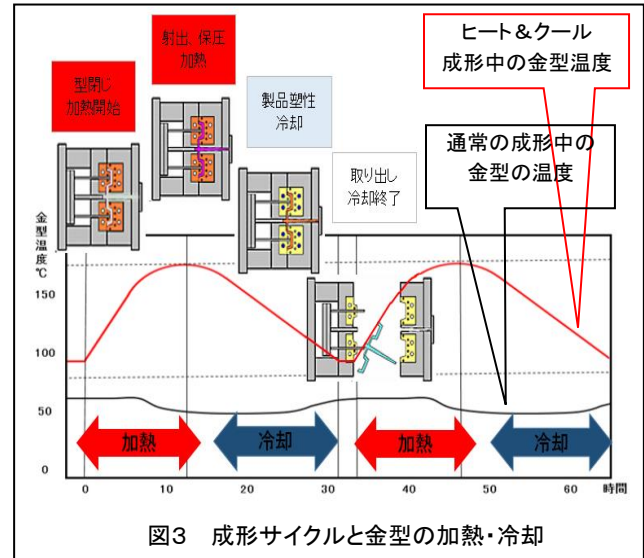 型閉じ
加熱開始
射出、保圧
加熱
製品塑性
冷却
取り出し
冷却終了
ヒート&クール
成形中の金型温度
通常の成形中の
金型の温度
金型温度℃
150
100
50
0
加熱
冷却
加熱
冷却
0 10 20 30 40 50 60 時間
図3 成形サイクルと金型の加熱・冷却